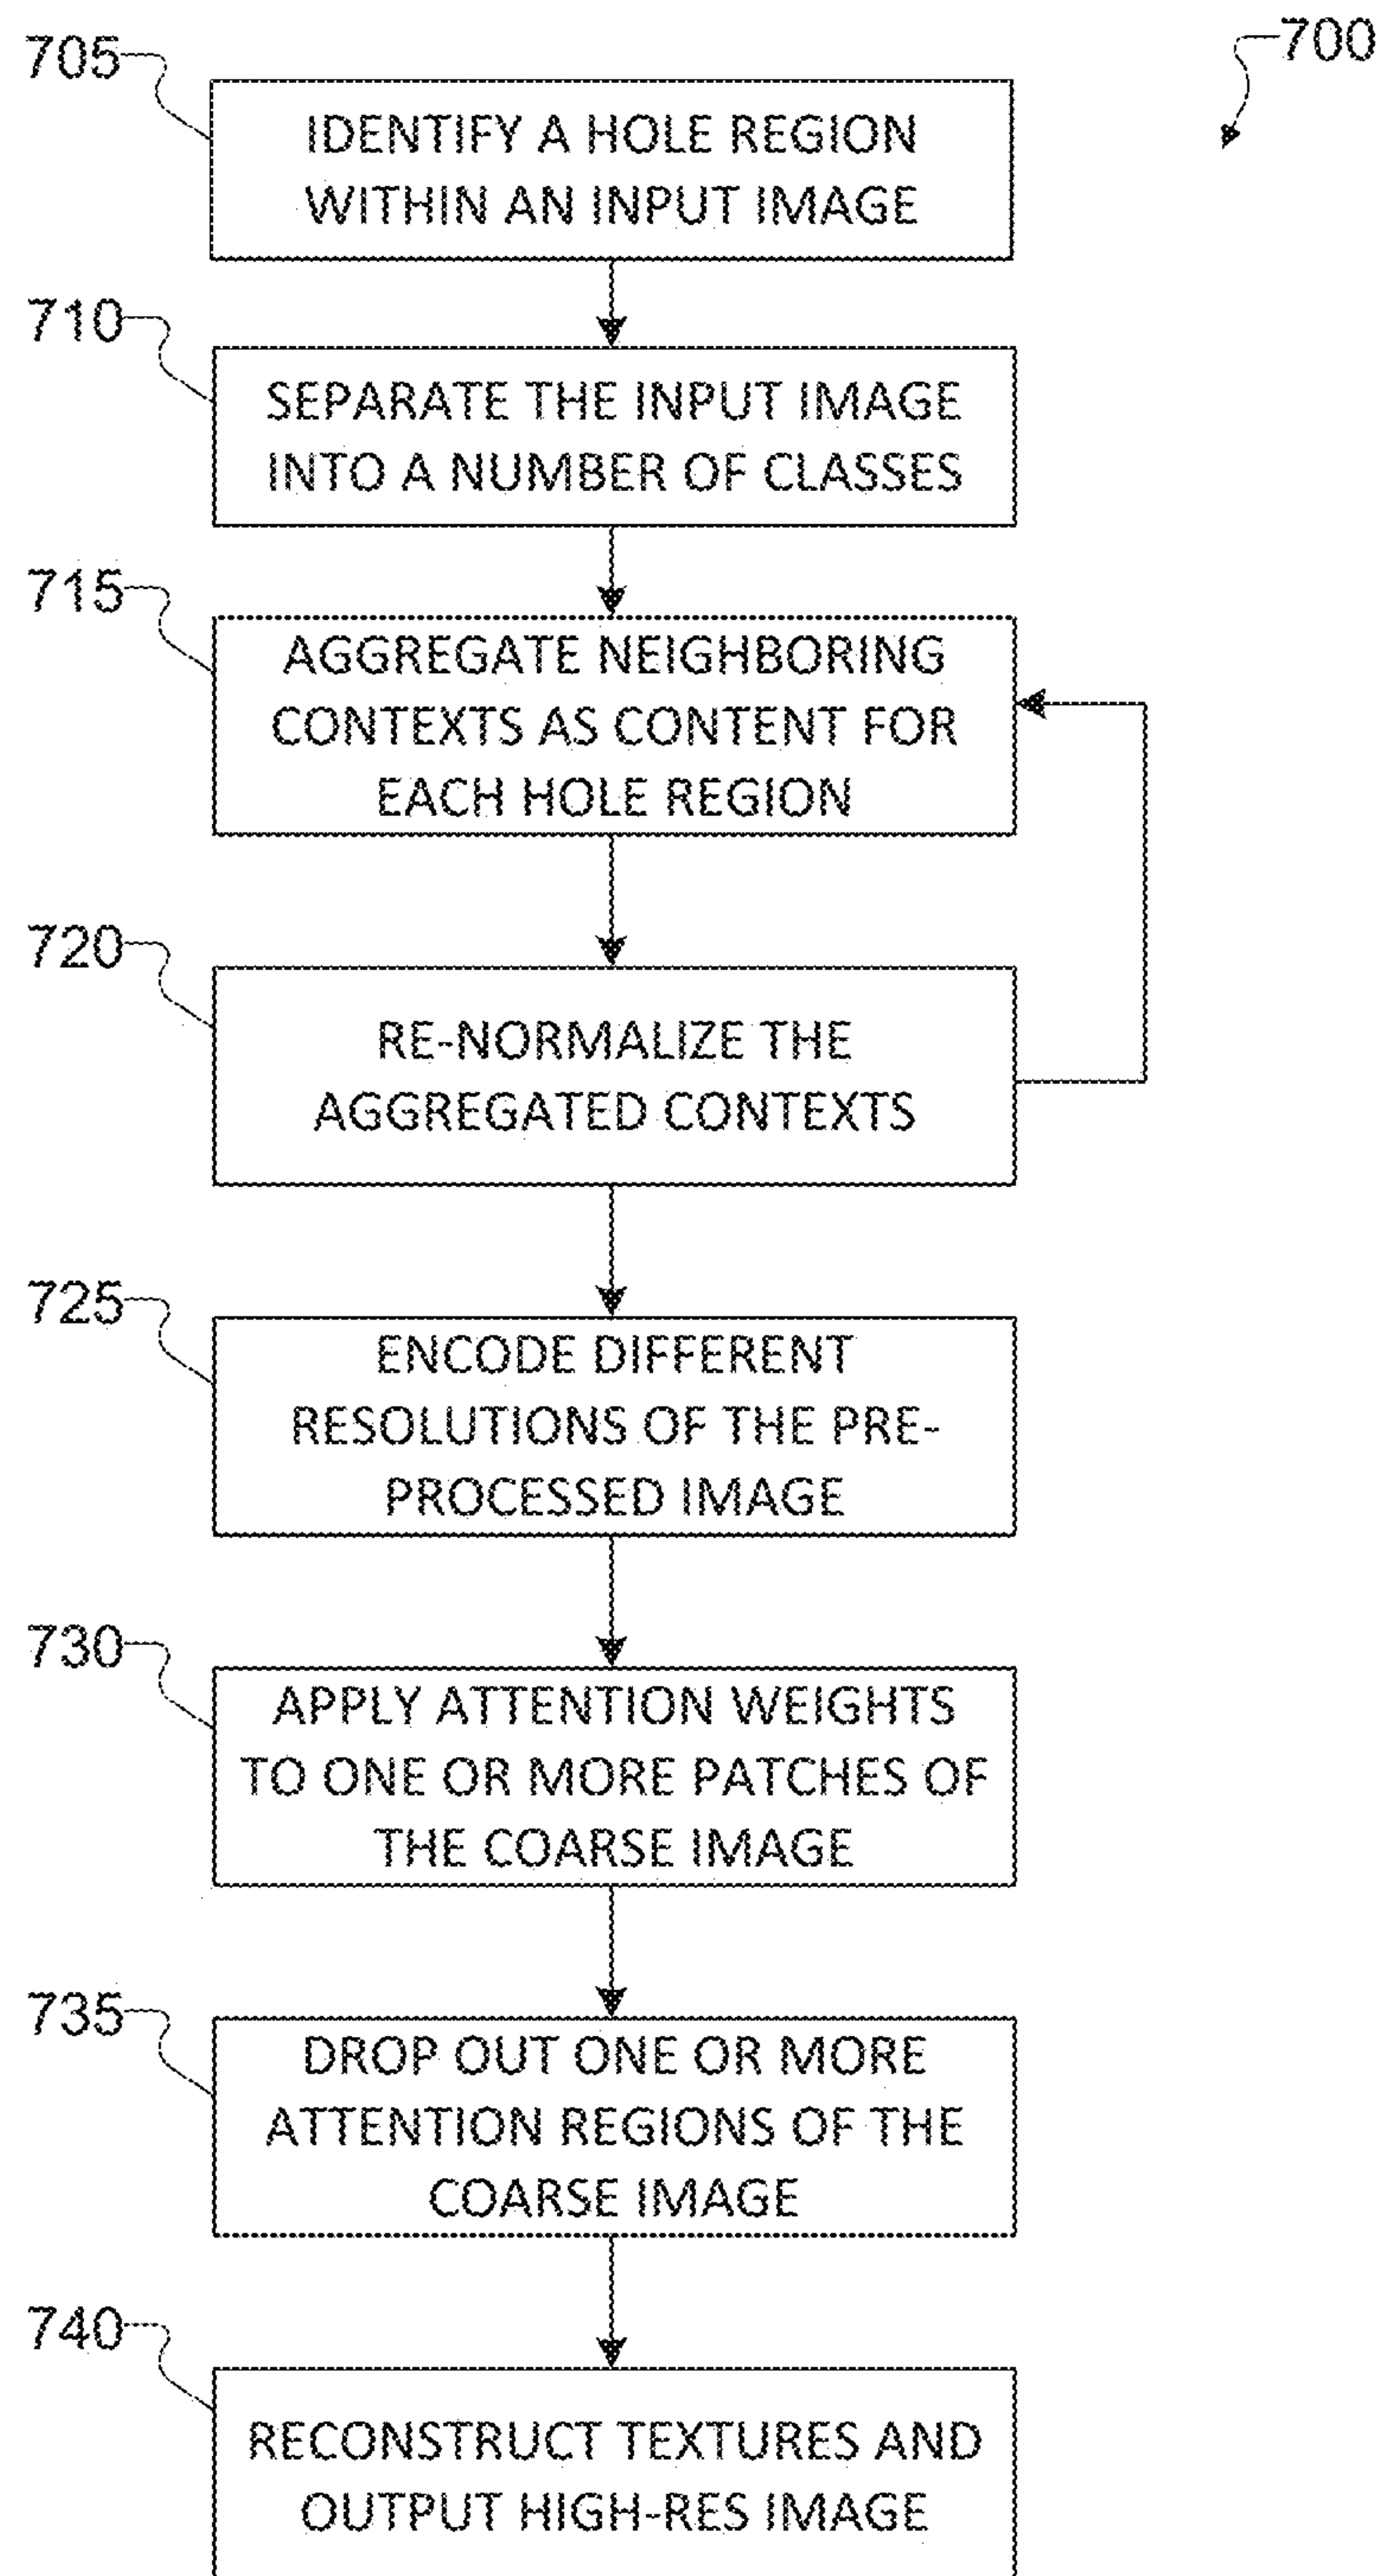 700
705
IDENTIFY A HOLE REGION
WITHIN AN INPUT IMAGE
710
SEPARATE THE INPUT IMAGE
INTO A NUMBER OF CLASSES
715
AGGREGATE NEIGHBORING
CONTEXTS AS CONTENT FOR
EACH HOLE REGION
720
RE-NORMALIZE THE
AGGREGATED CONTEXTS
725
ENCODE DIFFERENT
RESOLUTIONS OF THE PRE-
PROCESSED IMAGE
730
APPLY ATTENTION WEIGHTS
TO ONE OR MORE PATCHES OF
THE COARSE IMAGE
735
DROP OUT ONE OR MORE
ATTENTION REGIONS OF THE
COARSE IMAGE
740
RECONSTRUCT TEXTURES AND
OUTPUT HIGH-RES IMAGE